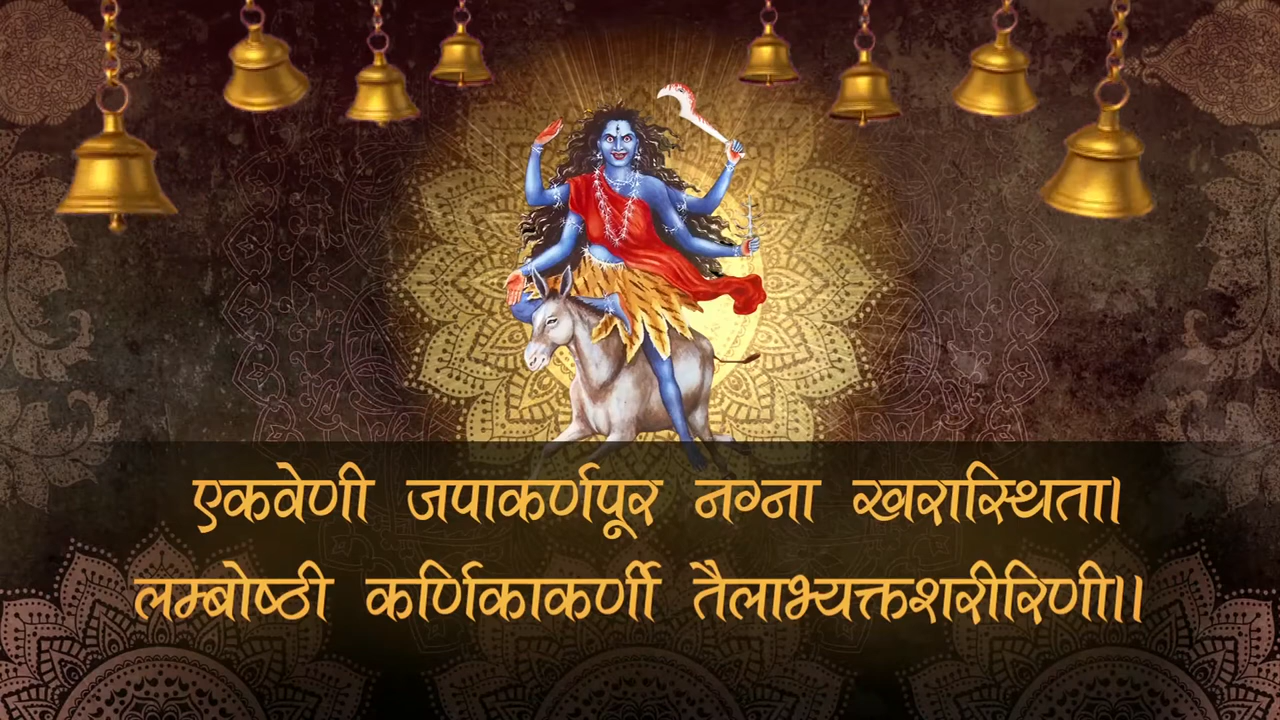 एकवेणी जपाकर्णपूर नग्ना खरास्थिता।
लम्बोष्ठी कर्णिकाकर्णी तैलाभ्यक्तशरीरिणी।।